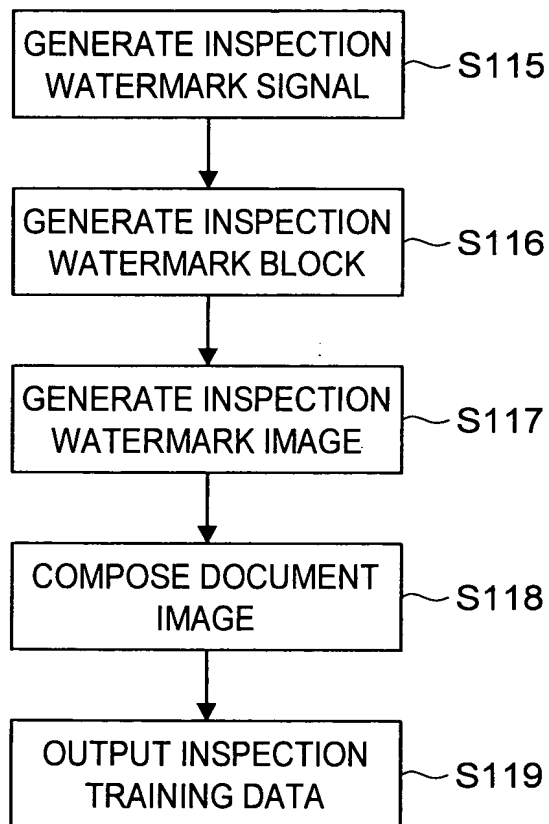 GENERATE INSPECTION
WATERMARK SIGNAL
S115
GENERATE INSPECTION
WATERMARK BLOCK
S116
GENERATE INSPECTION
WATERMARK IMAGE
S117
COMPOSE DOCUMENT
IMAGE
S118
OUTPUT INSPECTION
TRAINING DATA
S119